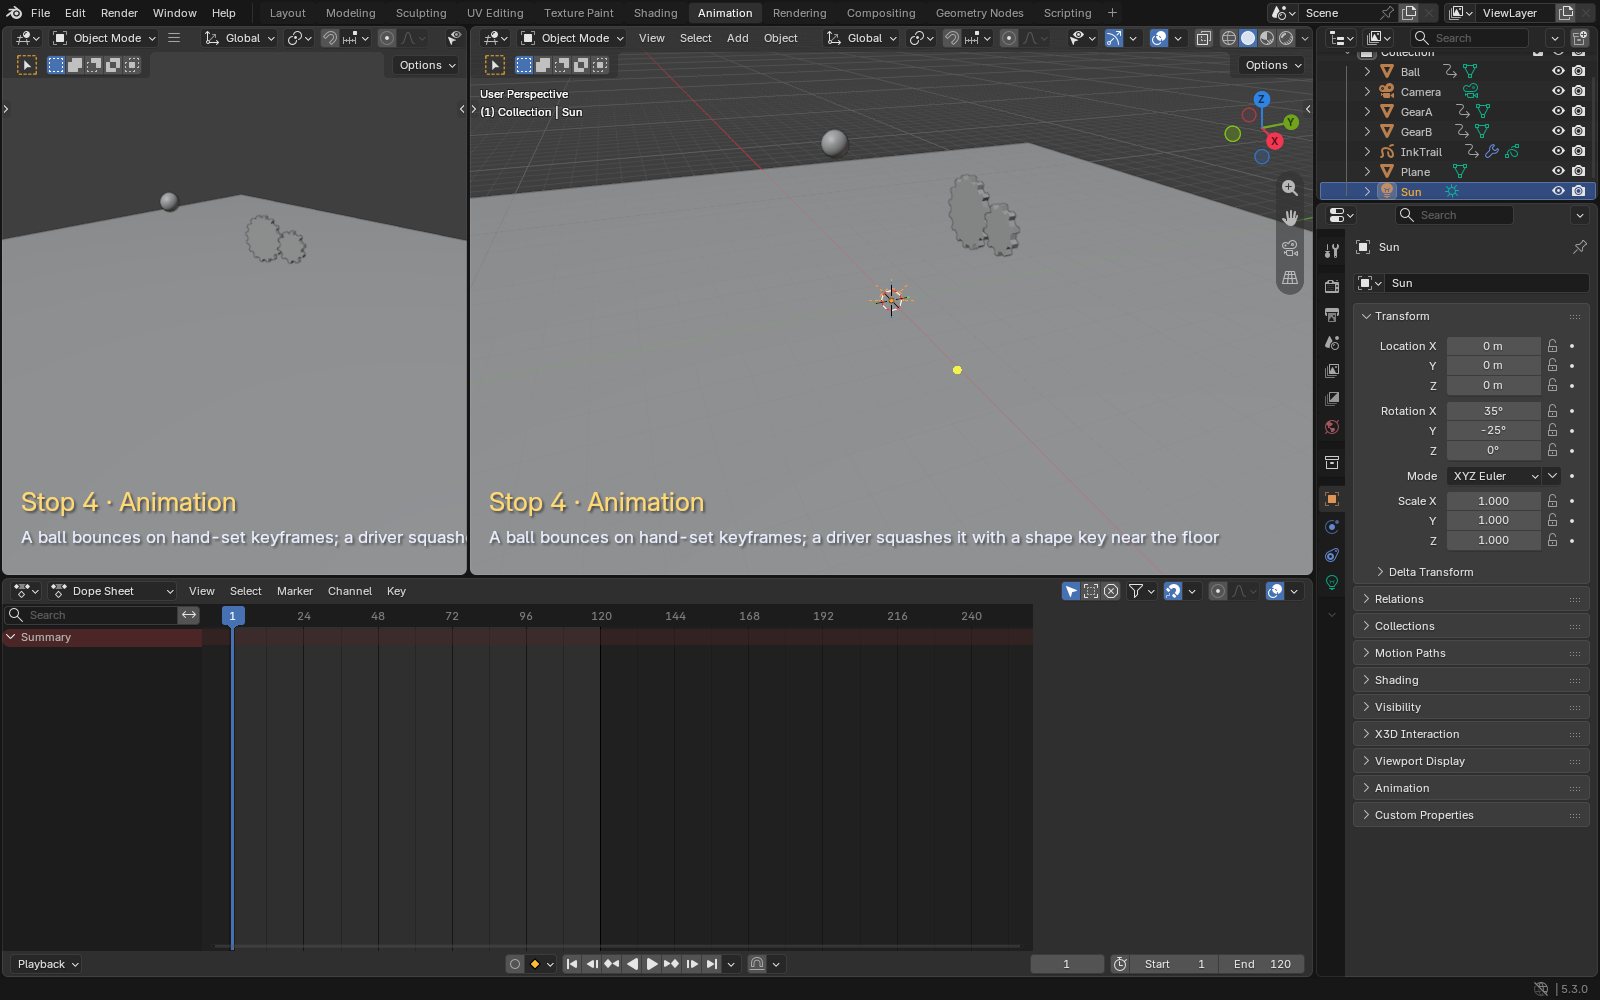 File Edit Render Window Help Layout Modeling Sculpting UV Editing Texture Paint Shading Animation Rendering Compositing Geometry Nodes Scripting Scene ViewLayer
Object Mode Global
Object Mode View Select Add Object Global
Search
Options
Options
Collection
Ball
Camera
GearA
GearB
InkTrail
Plane
Sun
User Perspective
(1) Collection | Sun
Z
Y
X
Stop 4 · Animation
A ball bounces on hand-set keyframes; a driver squash
Stop 4 · Animation
A ball bounces on hand-set keyframes; a driver squashes it with a shape key near the floor
Search
Sun
Sun
Transform
Location X 0 m
Y 0 m
Z 0 m
Rotation X 35°
Y -25°
Z 0°
Mode XYZ Euler
Scale X 1.000
Y 1.000
Z 1.000
Delta Transform
Relations
Collections
Motion Paths
Shading
Visibility
X3D Interaction
Viewport Display
Animation
Custom Properties
Dope Sheet View Select Marker Channel Key
Search
1 24 48 72 96 120 144 168 192 216 240
Summary
Playback 1 Start 1 End 120
5.3.0